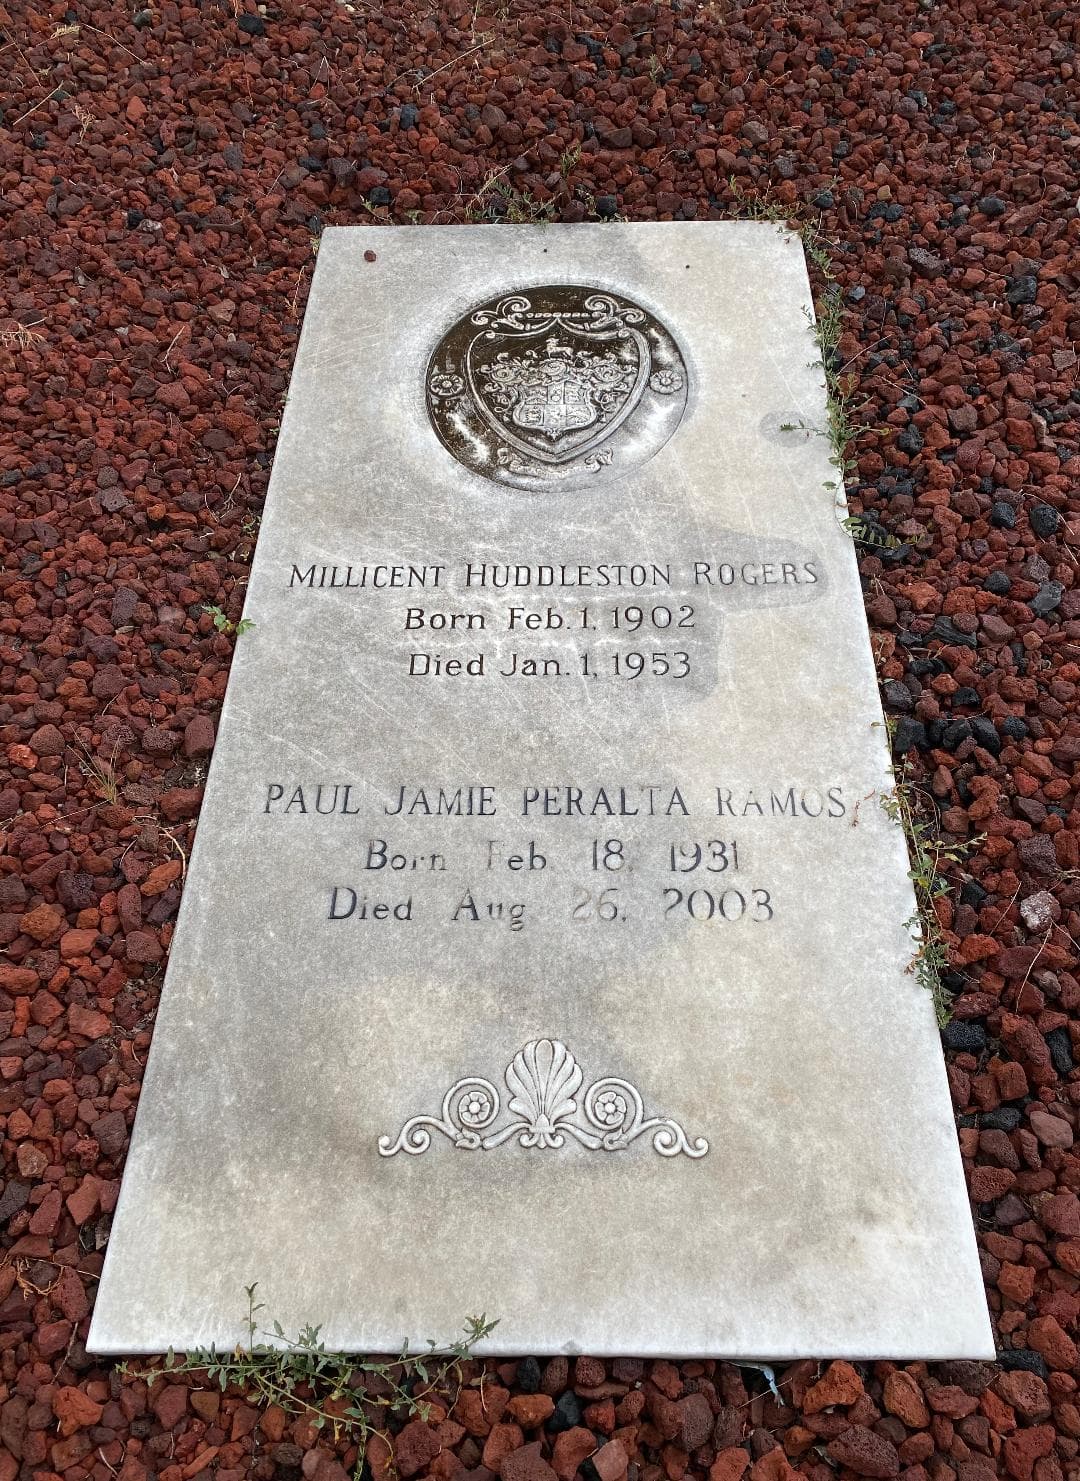 MILLICENT HUDDLESTON ROGERS
Born Feb. 1, 1902
Died Jan. 1, 1953
PAUL JAMIE PERALTA RAMOS
Born Feb. 18, 1931
Died Aug 26, 2003